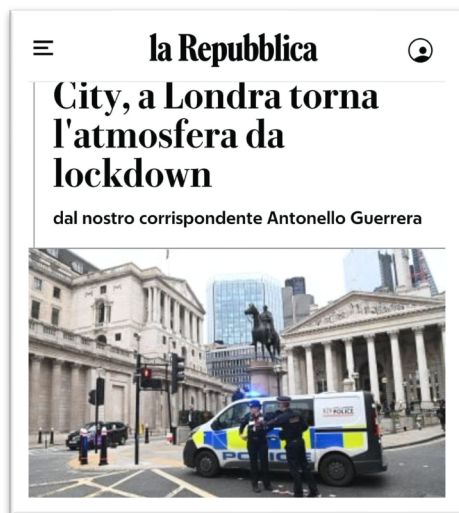 la Repubblica
City, a Londra torna
l'atmosfera da
lockdown
dal nostro corrispondente Antonello Guerrera
POLICE
POLICE